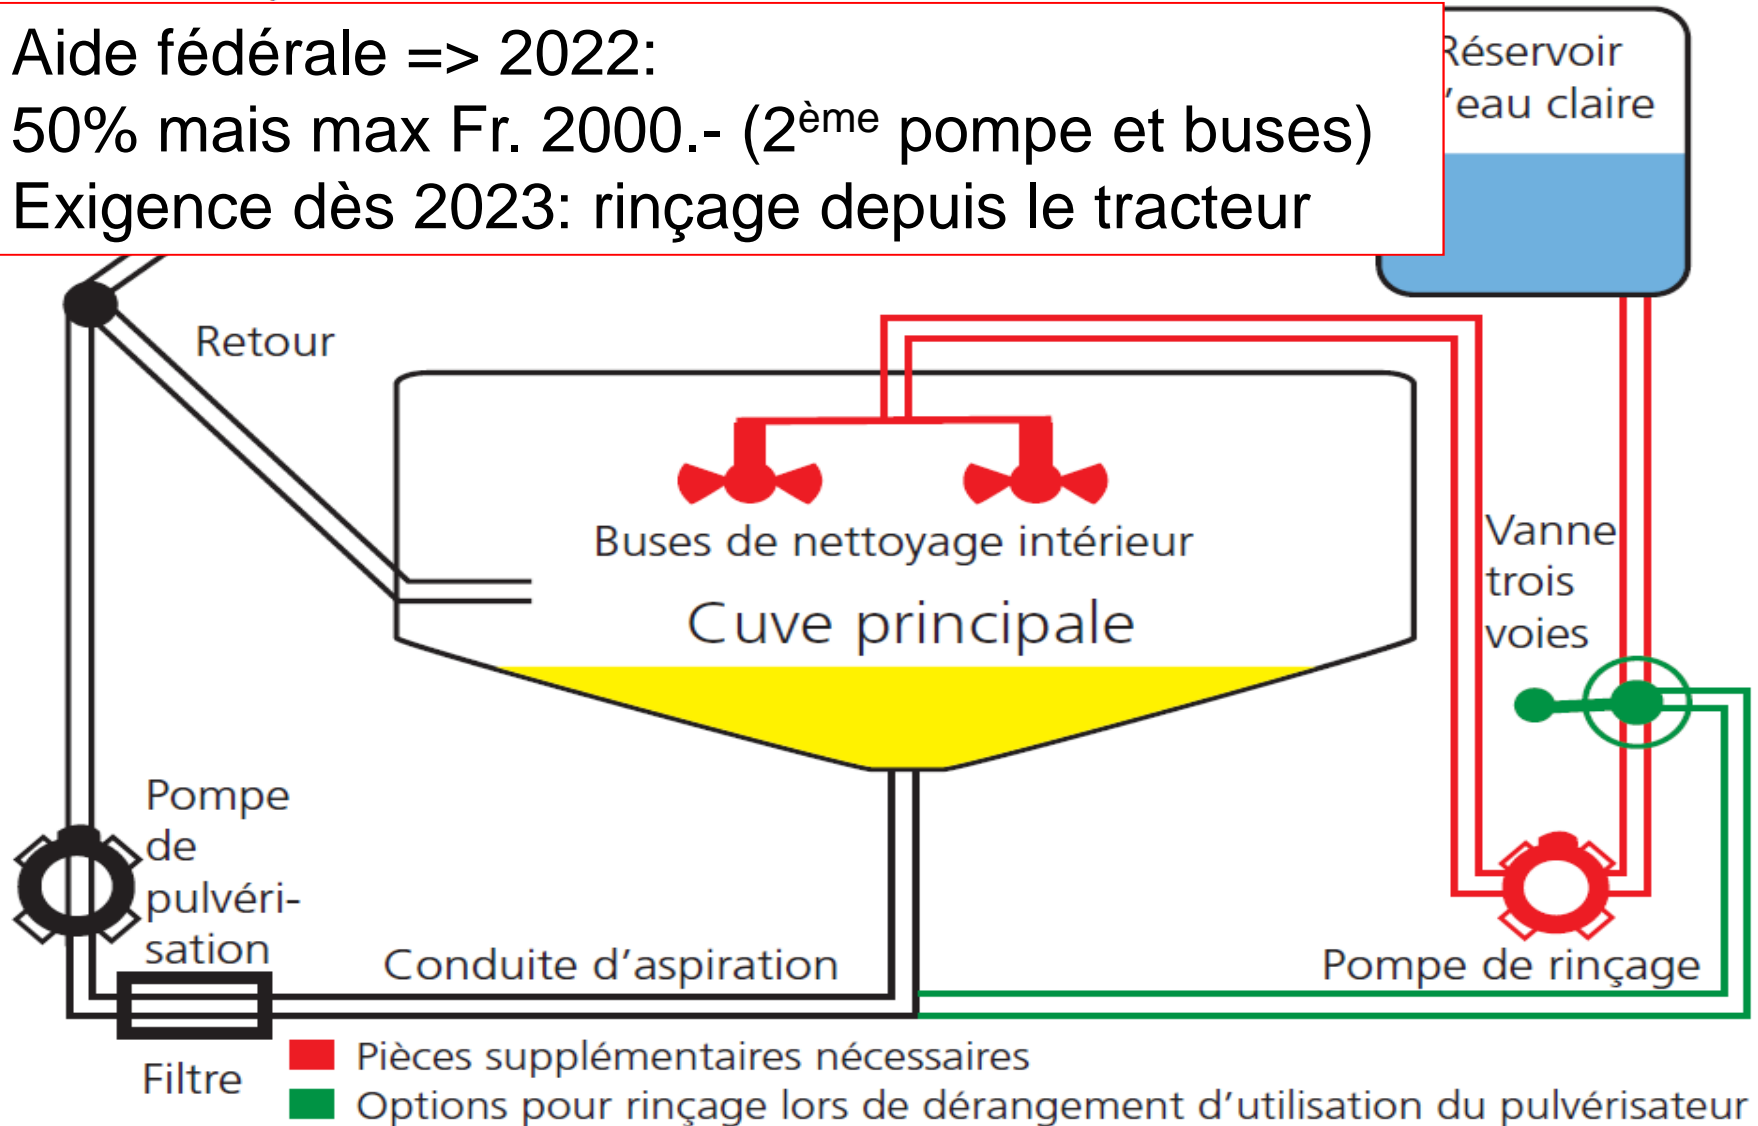 Aide fédérale => 2022:
50% mais max Fr. 2000.- (2ème pompe et buses)
Exigence dès 2023: rinçage depuis le tracteur
Réservoir
'eau claire
Retour
Buses de nettoyage intérieur
Cuve principale
Vanne
trois
voies
Pompe
de
pulvéri-
sation
Conduite d'aspiration
Pompe de rinçage
Filtre
Pièces supplémentaires nécessaires
Options pour rinçage lors de dérangement d'utilisation du pulvérisateur